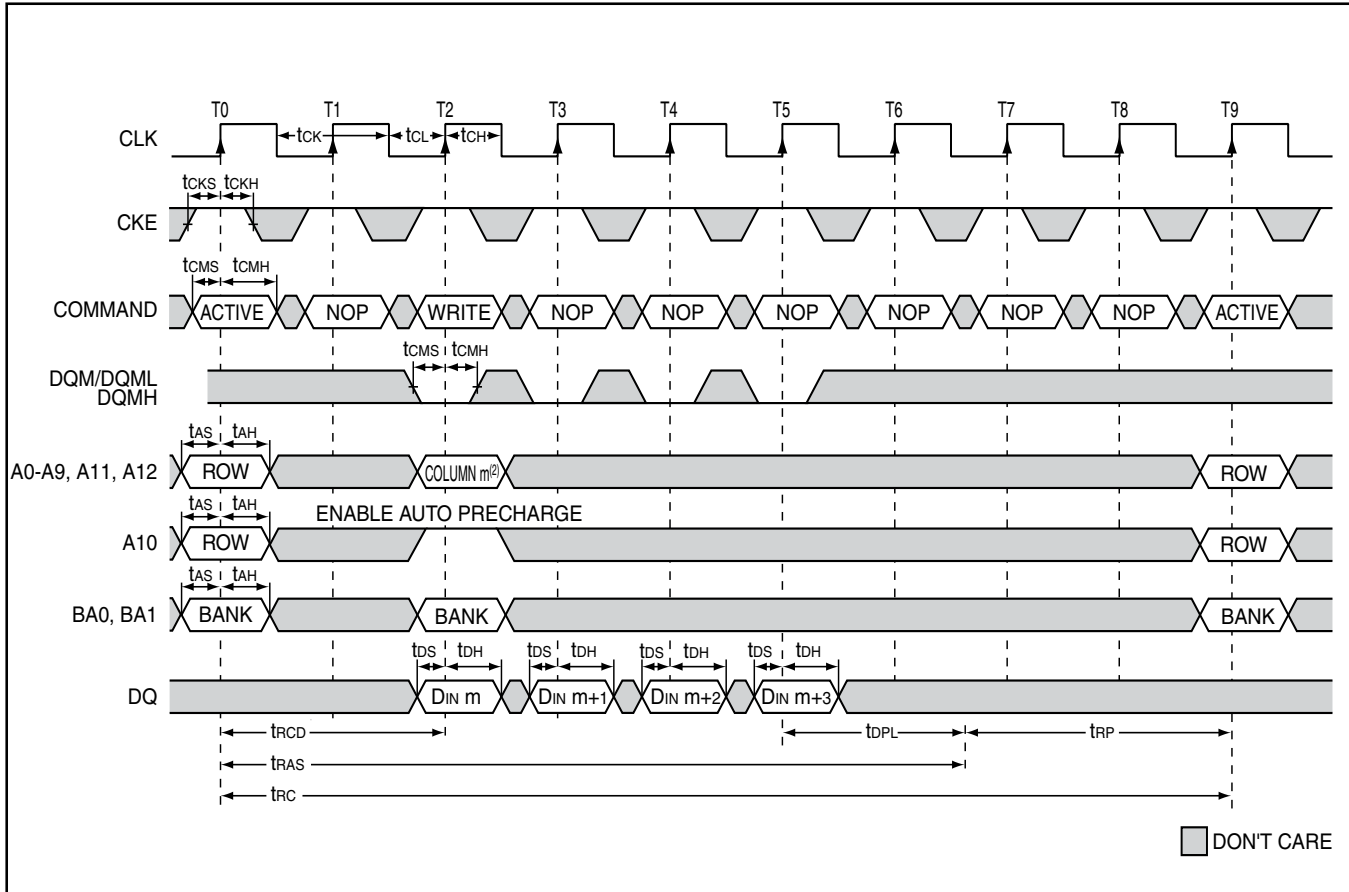 T0 T1 T2 T3 T4 T5 T6 T7 T8 T9
CLK tCK tCL tCH
tCKS tCKH
CKE
tCMS tCMH
COMMAND ACTIVE NOP WRITE NOP NOP NOP NOP NOP NOP ACTIVE
tCMS tCMH
DQM/DQML
DQMH
tAS tAH
A0-A9, A11, A12 ROW COLUMN m(2) ROW
tAS tAH
ENABLE AUTO PRECHARGE
A10 ROW ROW
tAS tAH
BA0, BA1 BANK BANK BANK
tDS tDH tDS tDH tDS tDH tDS tDH
DQ DIN m DIN m+1 DIN m+2 DIN m+3
tRCD tDPL tRP
tRAS
tRC
DON'T CARE